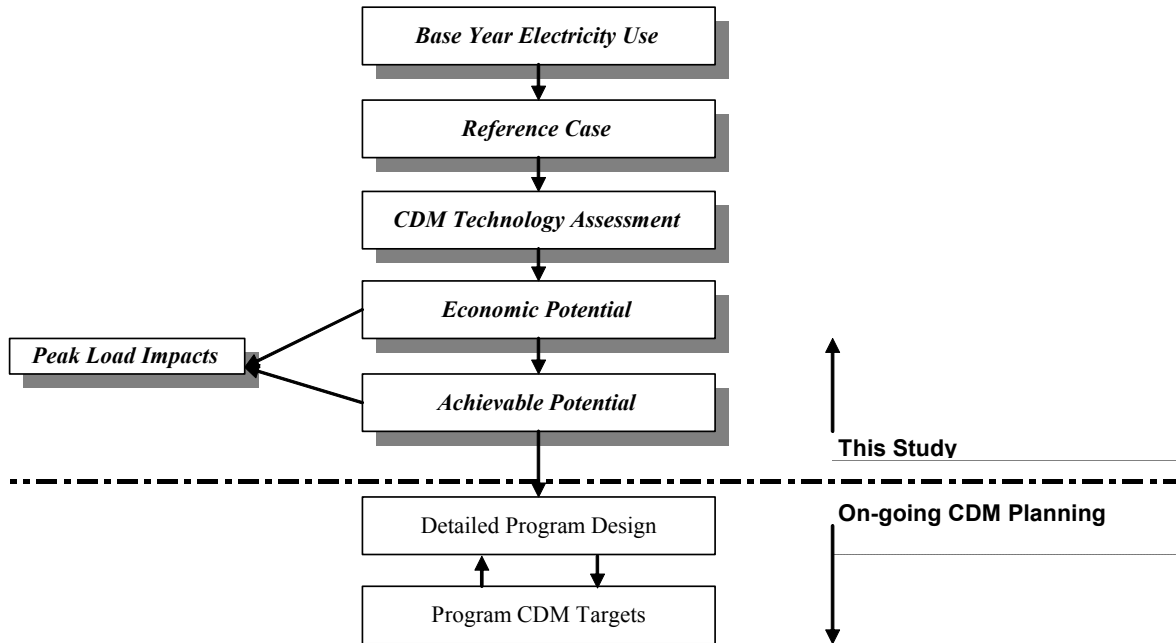 Base Year Electricity Use
Reference Case
CDM Technology Assessment
Economic Potential
Peak Load Impacts
Achievable Potential
This Study
On-going CDM Planning
Detailed Program Design
Program CDM Targets